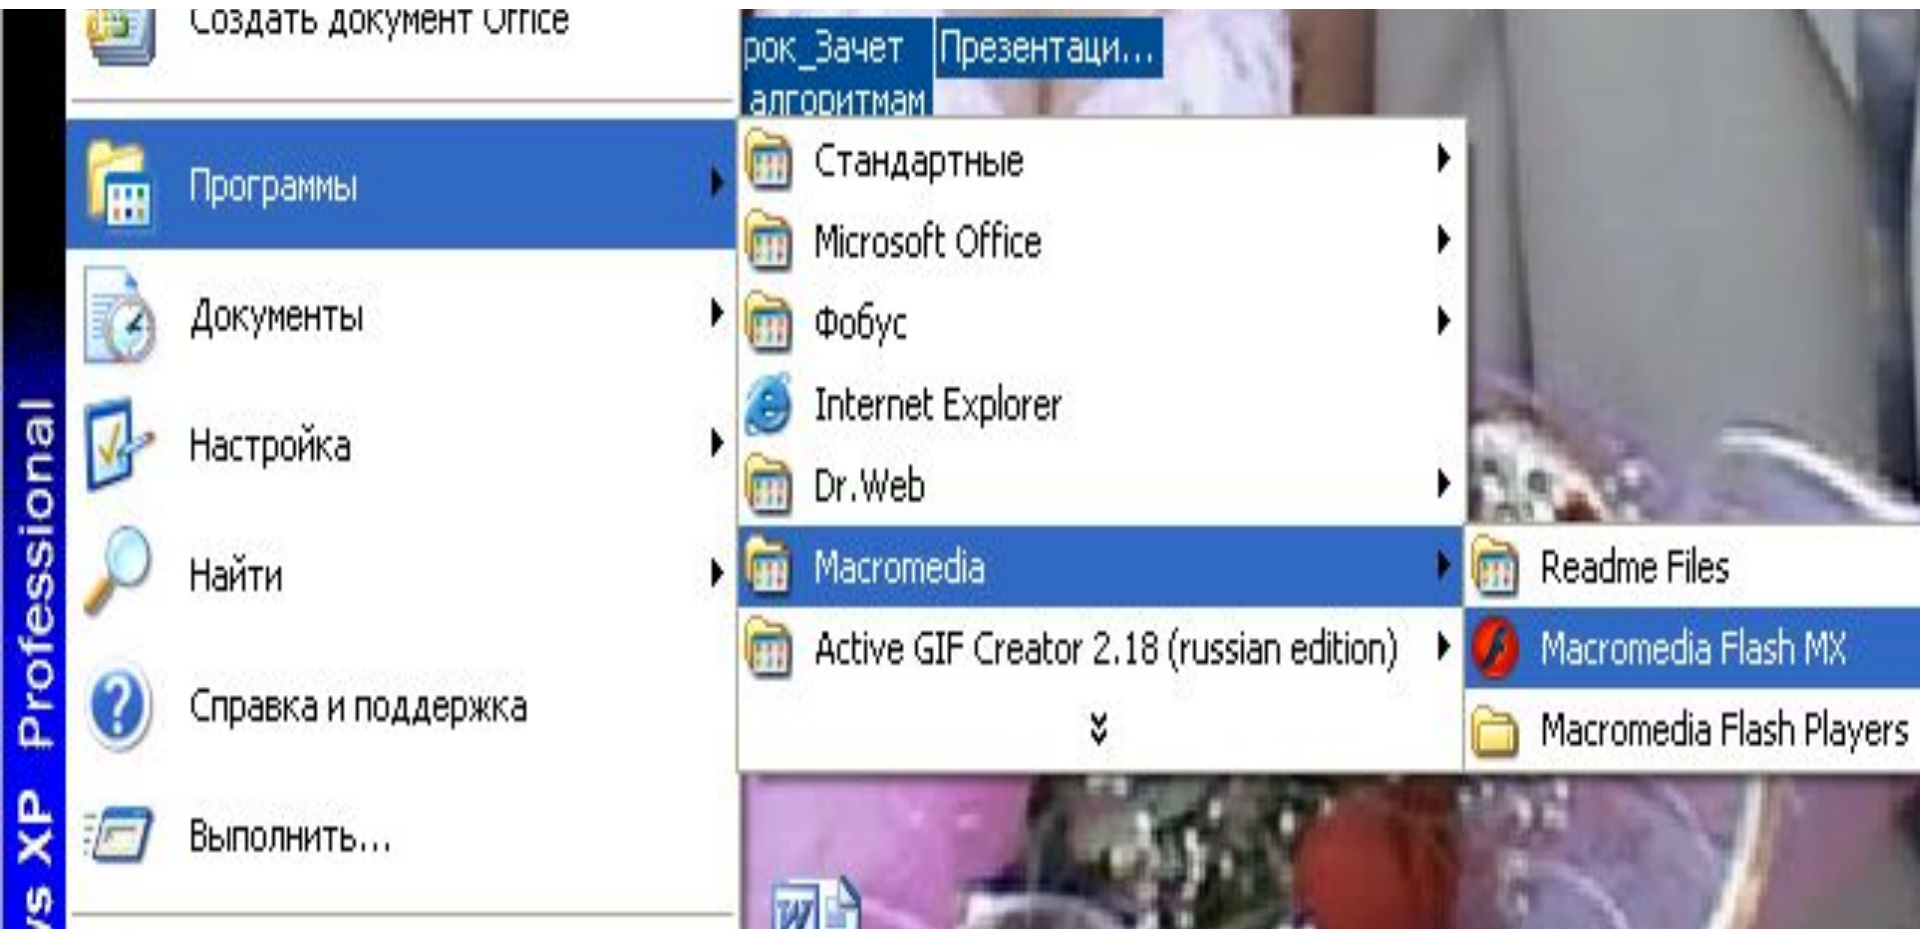 Создать документ Office
Программы
Документы
Настройка
Найти
Справка и поддержка
Выполнить...
ws XP Professional
рок_Зачет
алгоритмам
Презентаци...
Стандартные
Microsoft Office
Фобус
Internet Explorer
Dr.Web
Macromedia
Active GIF Creator 2.18 (russian edition)
Readme Files
Macromedia Flash MX
Macromedia Flash Players
W